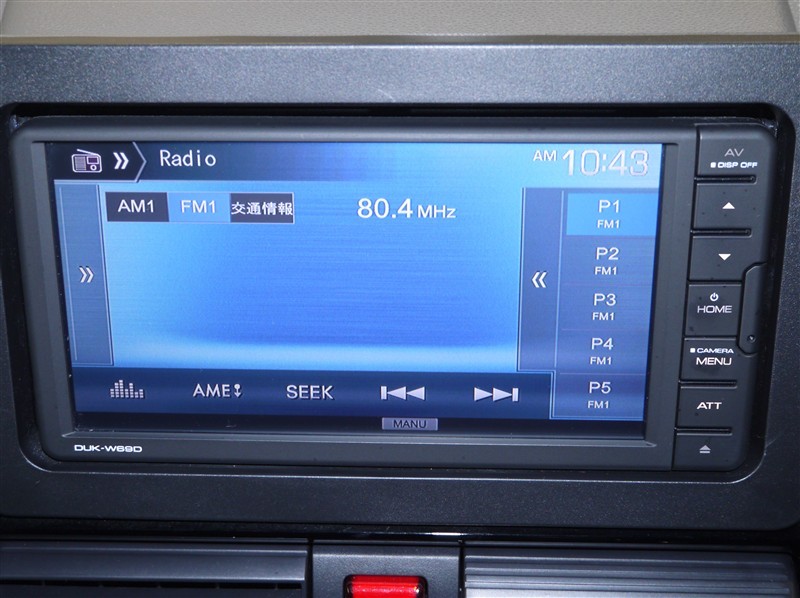 Radio
AM 10:43
AM1 FM1 交通情報
80.4 MHz
P1
FM1
P2
FM1
P3
FM1
P4
FM1
P5
FM1
AME SEEK
MANU
DUK-W69D
AV
DISP OFF
HOME
CAMERA
MENU
ATT